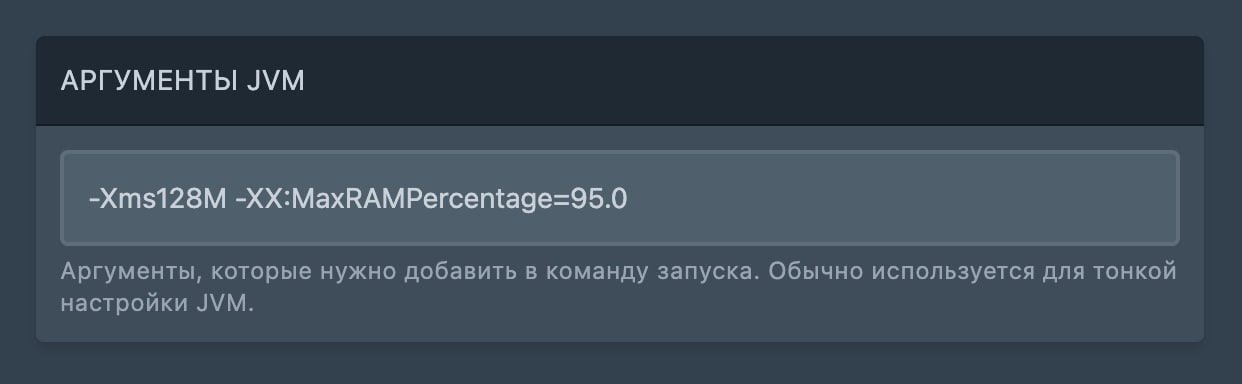 АРГУМЕНТЫ JVM
-Xms128M -XX:MaxRAMPercentage=95.0
Аргументы, которые нужно добавить в команду запуска. Обычно используется для тонкой
настройки JVM.